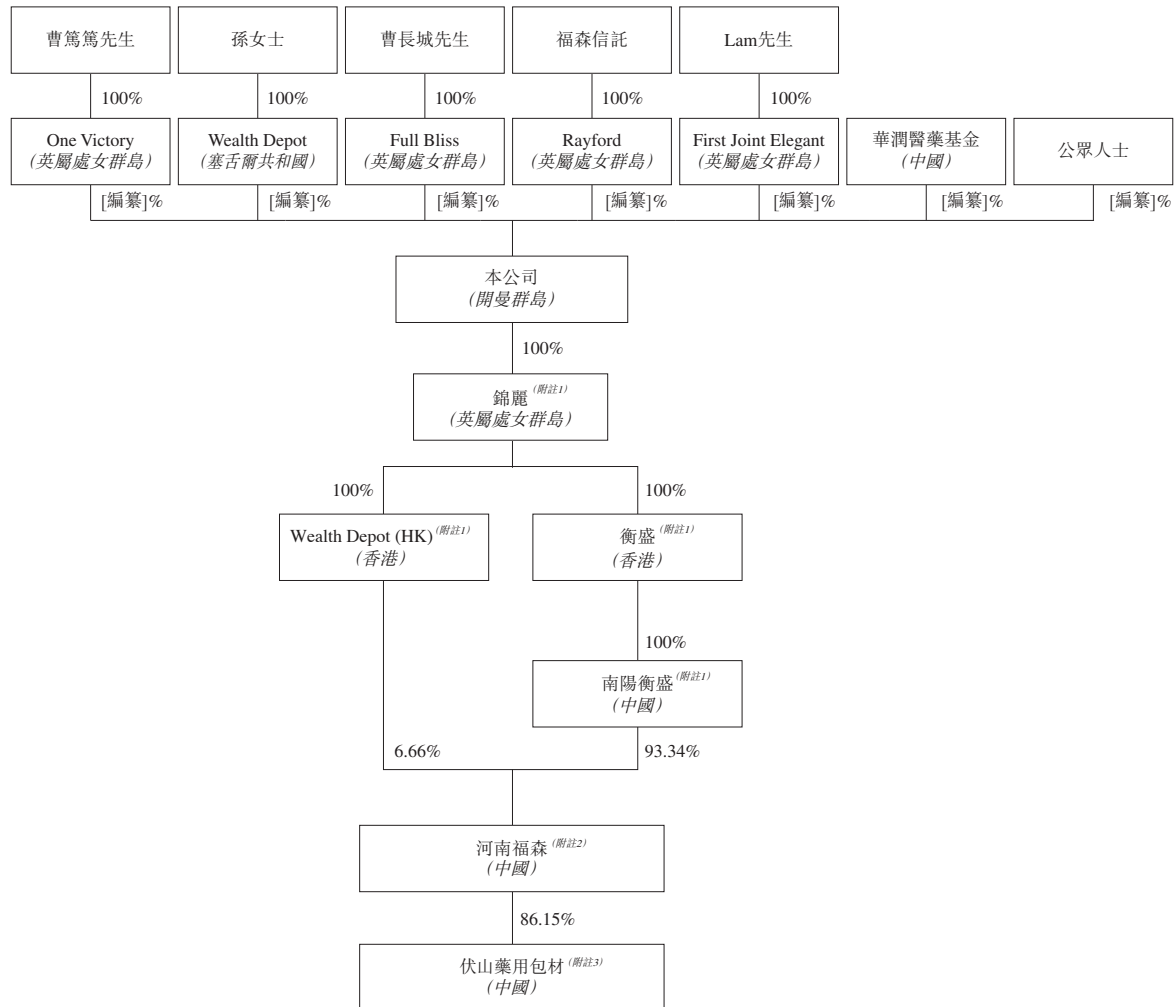 曹篤篤先生
孫女士
曹長城先生
福森信託
Lam先生
100%
100%
100%
100%
100%
One Victory
(英屬處女群島)
Wealth Depot
(塞舌爾共和國)
Full Bliss
(英屬處女群島)
Rayford
(英屬處女群島)
First Joint Elegant
(英屬處女群島)
華潤醫藥基金
(中國)
公眾人士
[編纂]%
[編纂]%
[編纂]%
[編纂]%
[編纂]%
[編纂]%
[編纂]%
本公司
(開曼群島)
100%
錦麗(附註1)
(英屬處女群島)
100%
100%
Wealth Depot (HK)(附註1)
(香港)
衡盛(附註1)
(香港)
100%
南陽衡盛(附註1)
(中國)
6.66%
93.34%
河南福森(附註2)
(中國)
86.15%
伏山藥用包材(附註3)
(中國)